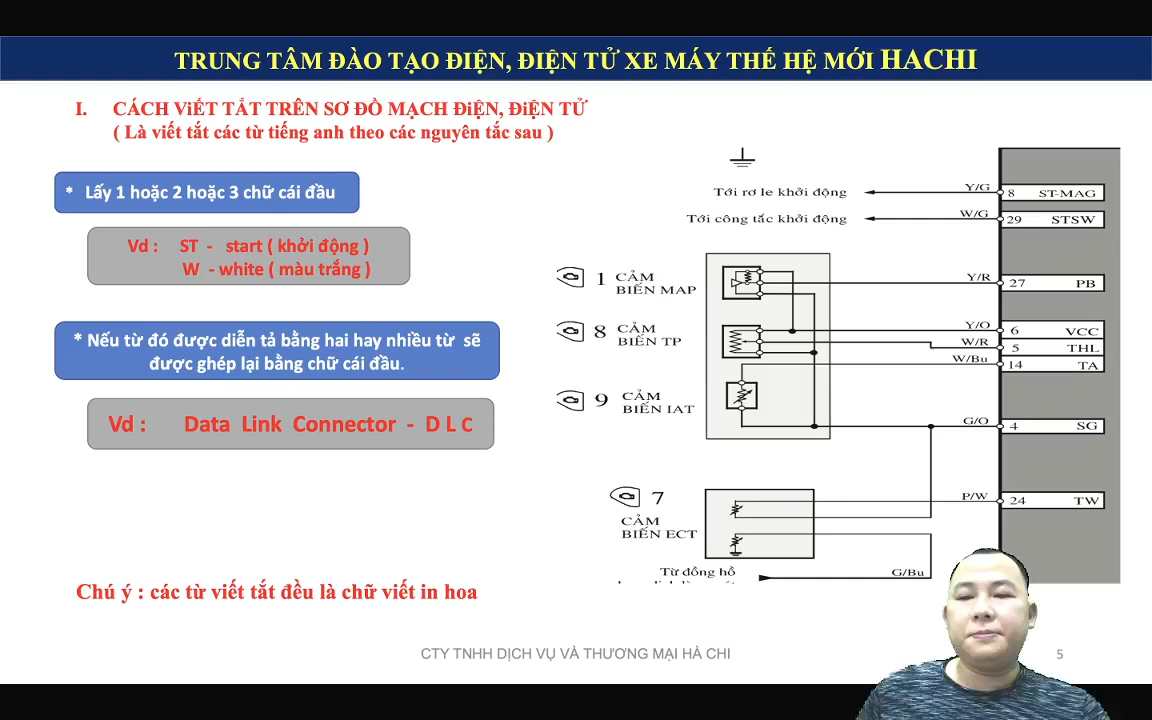 TRUNG TÂM ĐÀO TẠO ĐIỆN, ĐIỆN TỬ XE MÁY THẾ HỆ MỚI HACHI
I. CÁCH ViẾT TẮT TRÊN SƠ ĐỒ MẠCH ĐiỆN, ĐiỆN TỬ
( Là viết tắt các từ tiếng anh theo các nguyên tắc sau )
* Lấy 1 hoặc 2 hoặc 3 chữ cái đầu
Vd : ST - start ( khởi động )
W - white ( màu trắng )
* Nếu từ đó được diễn tả bằng hai hay nhiều từ sẽ
được ghép lại bằng chữ cái đầu.
Vd : Data Link Connector - D L C
Chú ý : các từ viết tắt đều là chữ viết in hoa
Tới rơ le khởi động Y/G 8 ST-MAG
Tới công tắc khởi động W/G 29 STSW
1 CẢM
BIẾN MAP
Y/R 27 PB
8 CẢM
BIẾN TP
Y/O 6 VCC
W/R 5 THL
W/Bu 14 TA
9 CẢM
BIẾN IAT
G/O 4 SG
7
CẢM
BIẾN ECT
P/W 24 TW
Từ đồng hồ
G/Bu
CTY TNHH DỊCH VỤ VÀ THƯƠNG MẠI HÀ CHI
5